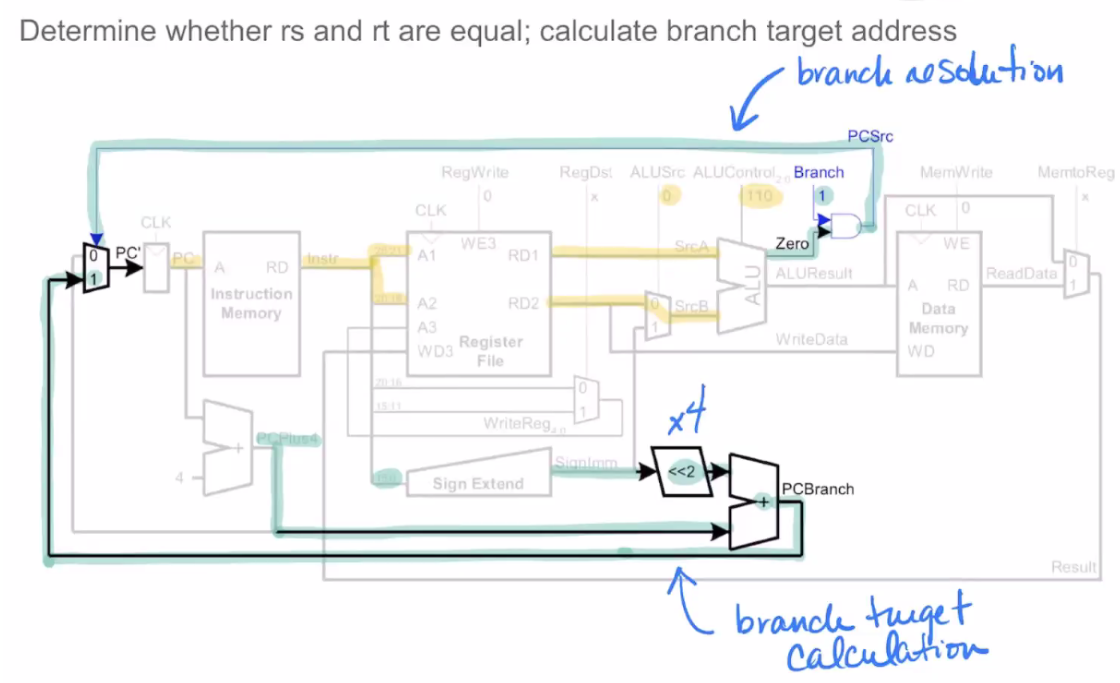 Determine whether rs and rt are equal; calculate branch target address
branch resolution
PCSrc
RegWrite RegDst ALUSrc ALUControl2:0 Branch MemWrite MemtoReg
0 x 0 110 1 0 x
CLK CLK CLK
0 PC' PC A RD Instr 25:21 A1 WE3 RD1 SrcA Zero WE
1
Instruction
Memory
ALU ALUResult A RD ReadData 0
1
20:16 A2 RD2 0 SrcB
1
A3
WD3 Register
File
Data
Memory
WriteData WD
20:16 0
15:11 1
WriteReg4:0
x4
PCPlus4
+
4
15:0 Sign Extend SignImm <<2
+ PCBranch
Result
branch target
calculation